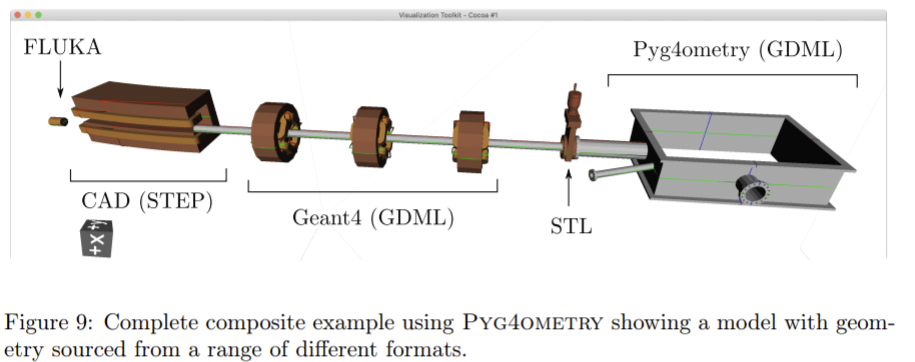 Visualization Toolkit - Cocoa #1
FLUKA
Pyg4ometry (GDML)
CAD (STEP)
Geant4 (GDML)
STL
+X
Figure 9: Complete composite example using PYG4OMETRY showing a model with geom-
etry sourced from a range of different formats.